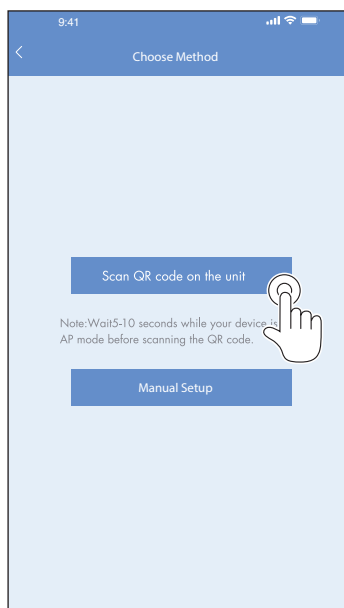 9:41
Choose Method
Scan QR code on the unit
Note:Wait5-10 seconds while your device is
AP mode before scanning the QR code.
Manual Setup